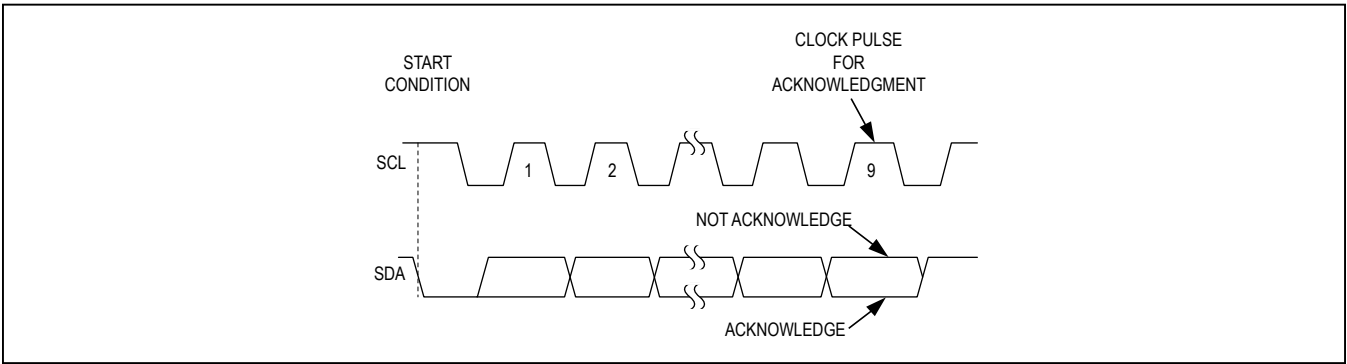 START
CONDITION
CLOCK PULSE
FOR
ACKNOWLEDGMENT
SCL
1
2
9
NOT ACKNOWLEDGE
SDA
ACKNOWLEDGE